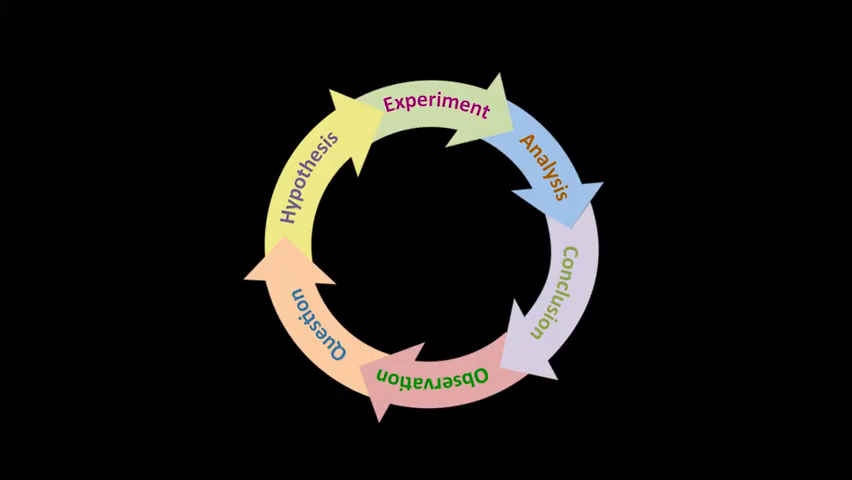 Experiment
Analysis
Conclusion
Observation
Question
Hypothesis